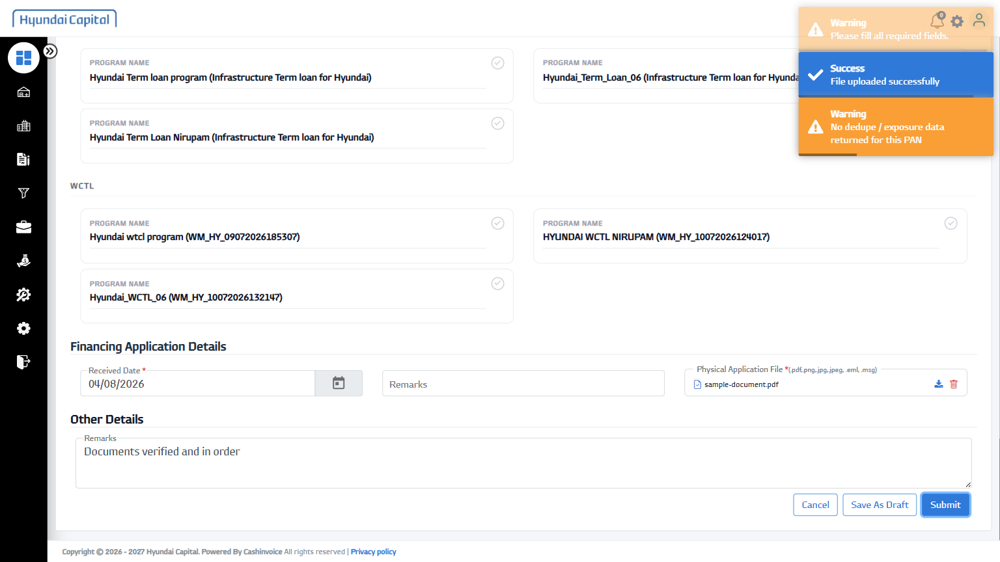 Hyundai Capital
0
Warning
Please fill all required fields.
Success
File uploaded successfully
Warning
No dedupe / exposure data
returned for this PAN
PROGRAM NAME
Hyundai Term loan program (Infrastructure Term loan for Hyundai)
PROGRAM NAME
Hyundai_Term_Loan_06 (Infrastructure Term loan for Hyunda
PROGRAM NAME
Hyundai Term Loan Nirupam (Infrastructure Term loan for Hyundai)
WCTL
PROGRAM NAME
Hyundai wtcl program (WM_HY_09072026185307)
PROGRAM NAME
HYUNDAI WCTL NIRUPAM (WM_HY_10072026124017)
PROGRAM NAME
Hyundai_WCTL_06 (WM_HY_10072026132147)
Financing Application Details
Received Date *
04/08/2026
Remarks
Physical Application File *(.pdf,.png,.jpg,.jpeg, .eml, .msg)
sample-document.pdf
Other Details
Remarks
Documents verified and in order
Cancel
Save As Draft
Submit
Copyright © 2026 - 2027 Hyundai Capital. Powered By Cashinvoice All rights reserved | Privacy policy